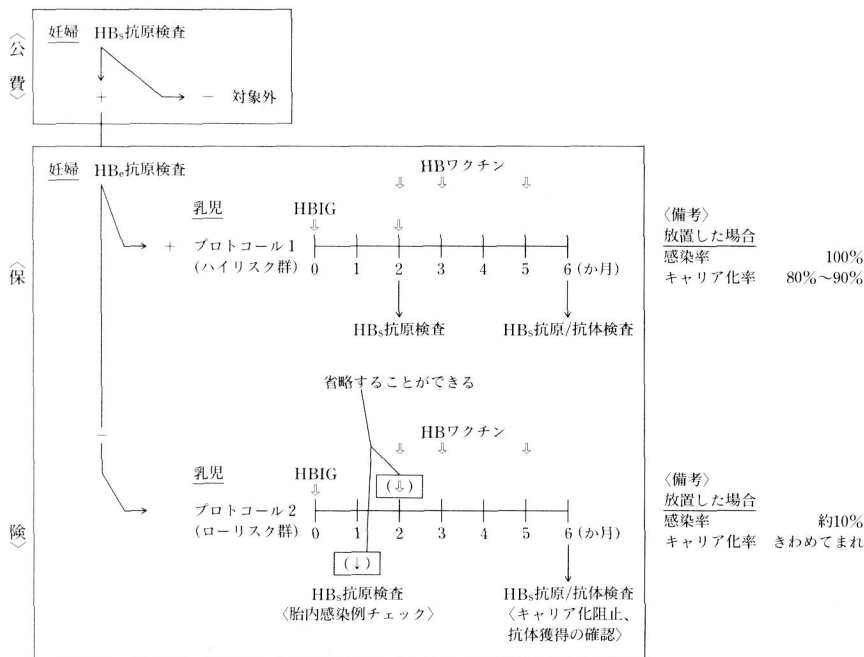 〈公費〉
妊婦 HBs抗原検査
+ − 対象外
〈保険〉
妊婦 HBe抗原検査
HBワクチン
乳児 HBIG
+ プロトコール1
(ハイリスク群)
0 1 2 3 4 5 6(か月)
HBs抗原検査 HBs抗原/抗体検査
〈備考〉
放置した場合
感染率 100%
キャリア化率 80%〜90%
省略することができる
HBワクチン
−
乳児 HBIG
(⇩)
プロトコール2
(ローリスク群)
0 1 2 3 4 5 6(か月)
(↓)
HBs抗原検査
〈胎内感染例チェック〉
HBs抗原/抗体検査
〈キャリア化阻止、
抗体獲得の確認〉
〈備考〉
放置した場合
感染率 約10%
キャリア化率 きわめてまれ